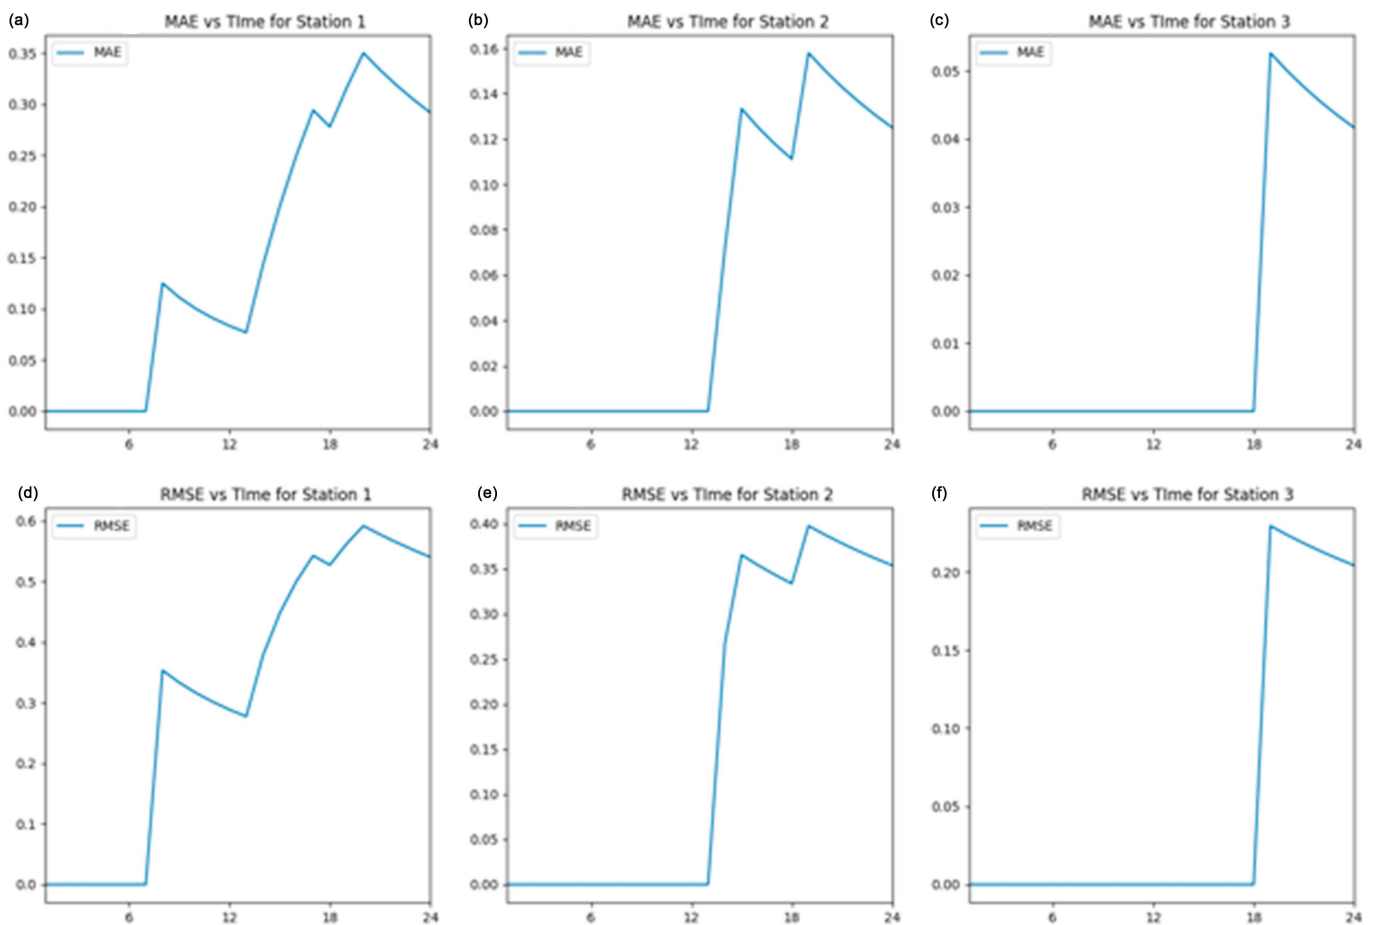 (a) MAE vs TIme for Station 1
MAE
0.35
0.30
0.25
0.20
0.15
0.10
0.05
0.00
6 12 18 24
(b) MAE vs TIme for Station 2
MAE
0.16
0.14
0.12
0.10
0.08
0.06
0.04
0.02
0.00
6 12 18 24
(c) MAE vs TIme for Station 3
MAE
0.05
0.04
0.03
0.02
0.01
0.00
6 12 18 24
(d) RMSE vs TIme for Station 1
RMSE
0.6
0.5
0.4
0.3
0.2
0.1
0.0
6 12 18 24
(e) RMSE vs TIme for Station 2
RMSE
0.40
0.35
0.30
0.25
0.20
0.15
0.10
0.05
0.00
6 12 18 24
(f) RMSE vs TIme for Station 3
RMSE
0.20
0.15
0.10
0.05
0.00
6 12 18 24